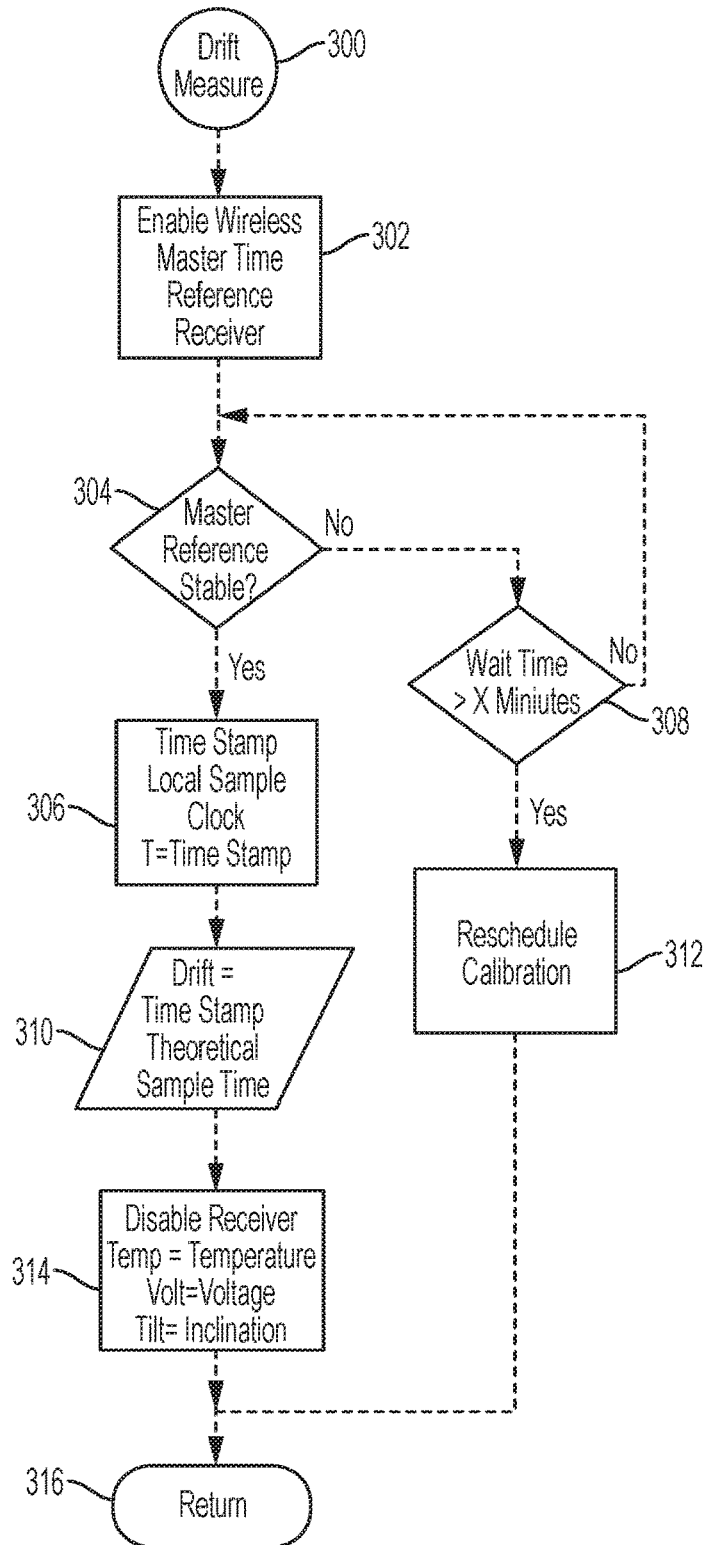 Drift
Measure
300
Enable Wireless
Master Time
Reference
Receiver
302
304
Master
Reference
Stable?
No
Yes
Wait Time
> X Miniutes
No
308
Yes
306
Time Stamp
Local Sample
Clock
T=Time Stamp
Reschedule
Calibration
312
310
Drift =
Time Stamp
Theoretical
Sample Time
314
Disable Receiver
Temp = Temperature
Volt=Voltage
Tilt= Inclination
316
Return